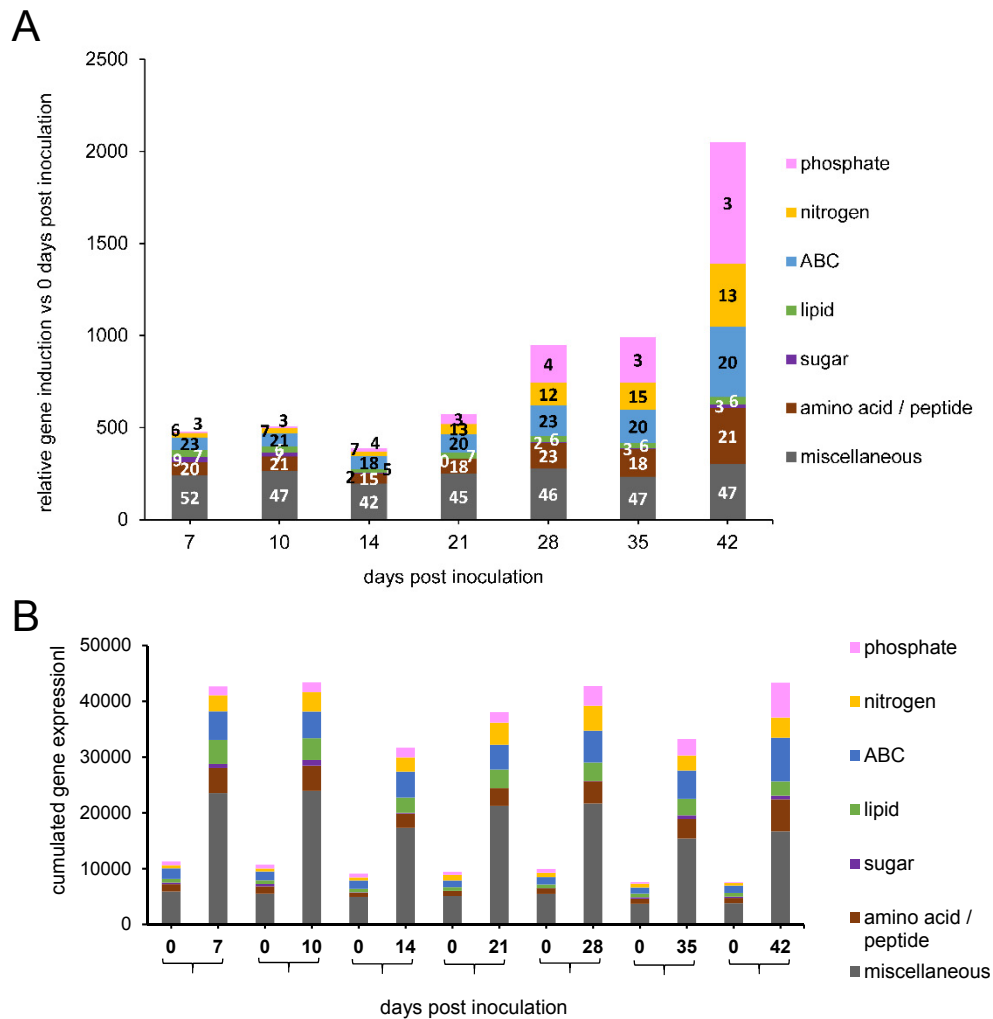 A
relative gene induction vs 0 days post inoculation
2500
2000
1500
1000
500
0
6 3
23
9 7
20
52
3
7
21
6
21
47
7 4
18
2 5
15
42
3
13
20
0 7
18
45
4
12
23
2 6
23
46
3
15
20
3 6
18
47
3
13
20
3 6
21
47
7 10 14 21 28 35 42
days post inoculation
phosphate
nitrogen
ABC
lipid
sugar
amino acid / peptide
miscellaneous
B
cumulated gene expressionl
50000
40000
30000
20000
10000
0
0 7 0 10 0 14 0 21 0 28 0 35 0 42
days post inoculation
phosphate
nitrogen
ABC
lipid
sugar
amino acid /
peptide
miscellaneous